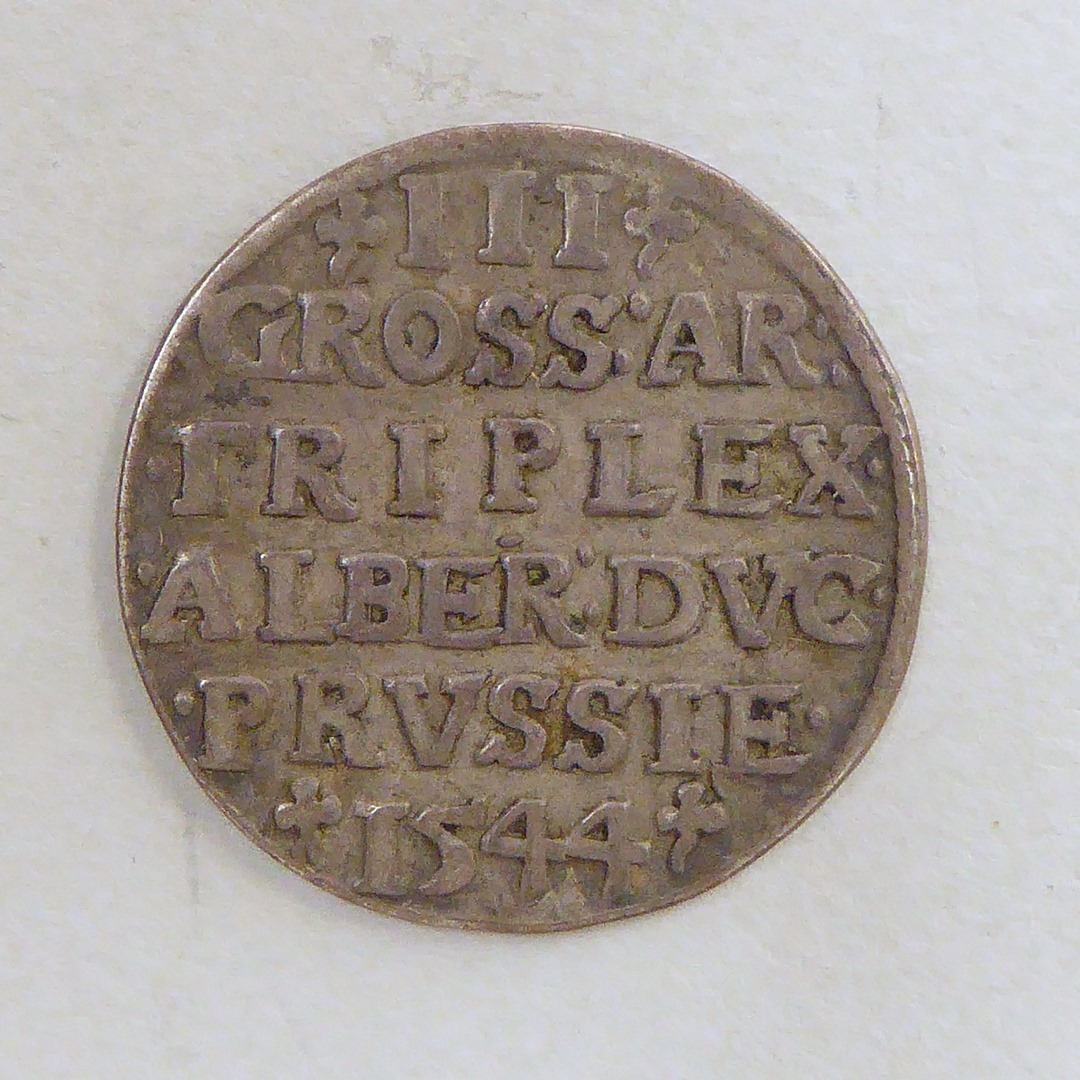 III
GROSS:AR:
TRIPLEX
ALBER:DVC
PRVSSIE
1544